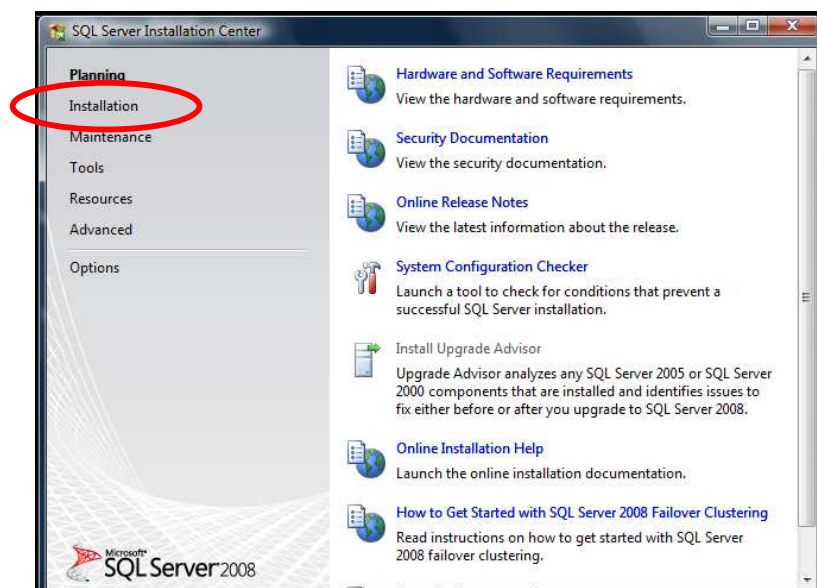 SQL Server Installation Center
Planning
Installation
Maintenance
Tools
Resources
Advanced
Options
Hardware and Software Requirements
View the hardware and software requirements.
Security Documentation
View the security documentation.
Online Release Notes
View the latest information about the release.
System Configuration Checker
Launch a tool to check for conditions that prevent a
successful SQL Server installation.
Install Upgrade Advisor
Upgrade Advisor analyzes any SQL Server 2005 or SQL Server
2000 components that are installed and identifies issues to
fix either before or after you upgrade to SQL Server 2008.
Online Installation Help
Launch the online installation documentation.
How to Get Started with SQL Server 2008 Failover Clustering
Read instructions on how to get started with SQL Server
2008 failover clustering.
Microsoft
SQL Server 2008